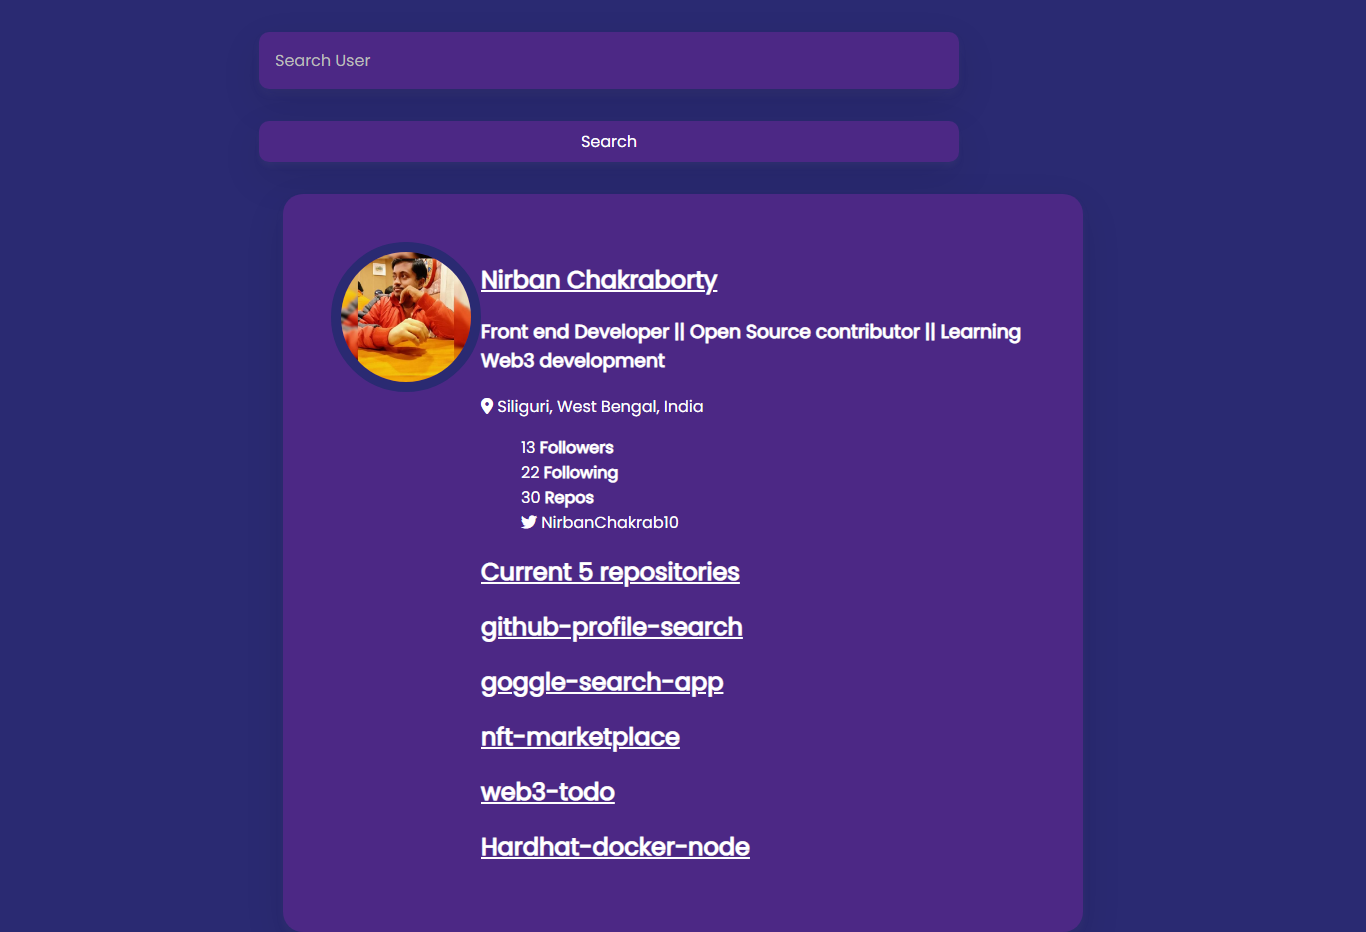 Search User
Search
Nirban Chakraborty
Front end Developer || Open Source contributor || Learning
Web3 development
Siliguri, West Bengal, India
13 Followers
22 Following
30 Repos
NirbanChakrab10
Current 5 repositories
github-profile-search
goggle-search-app
nft-marketplace
web3-todo
Hardhat-docker-node